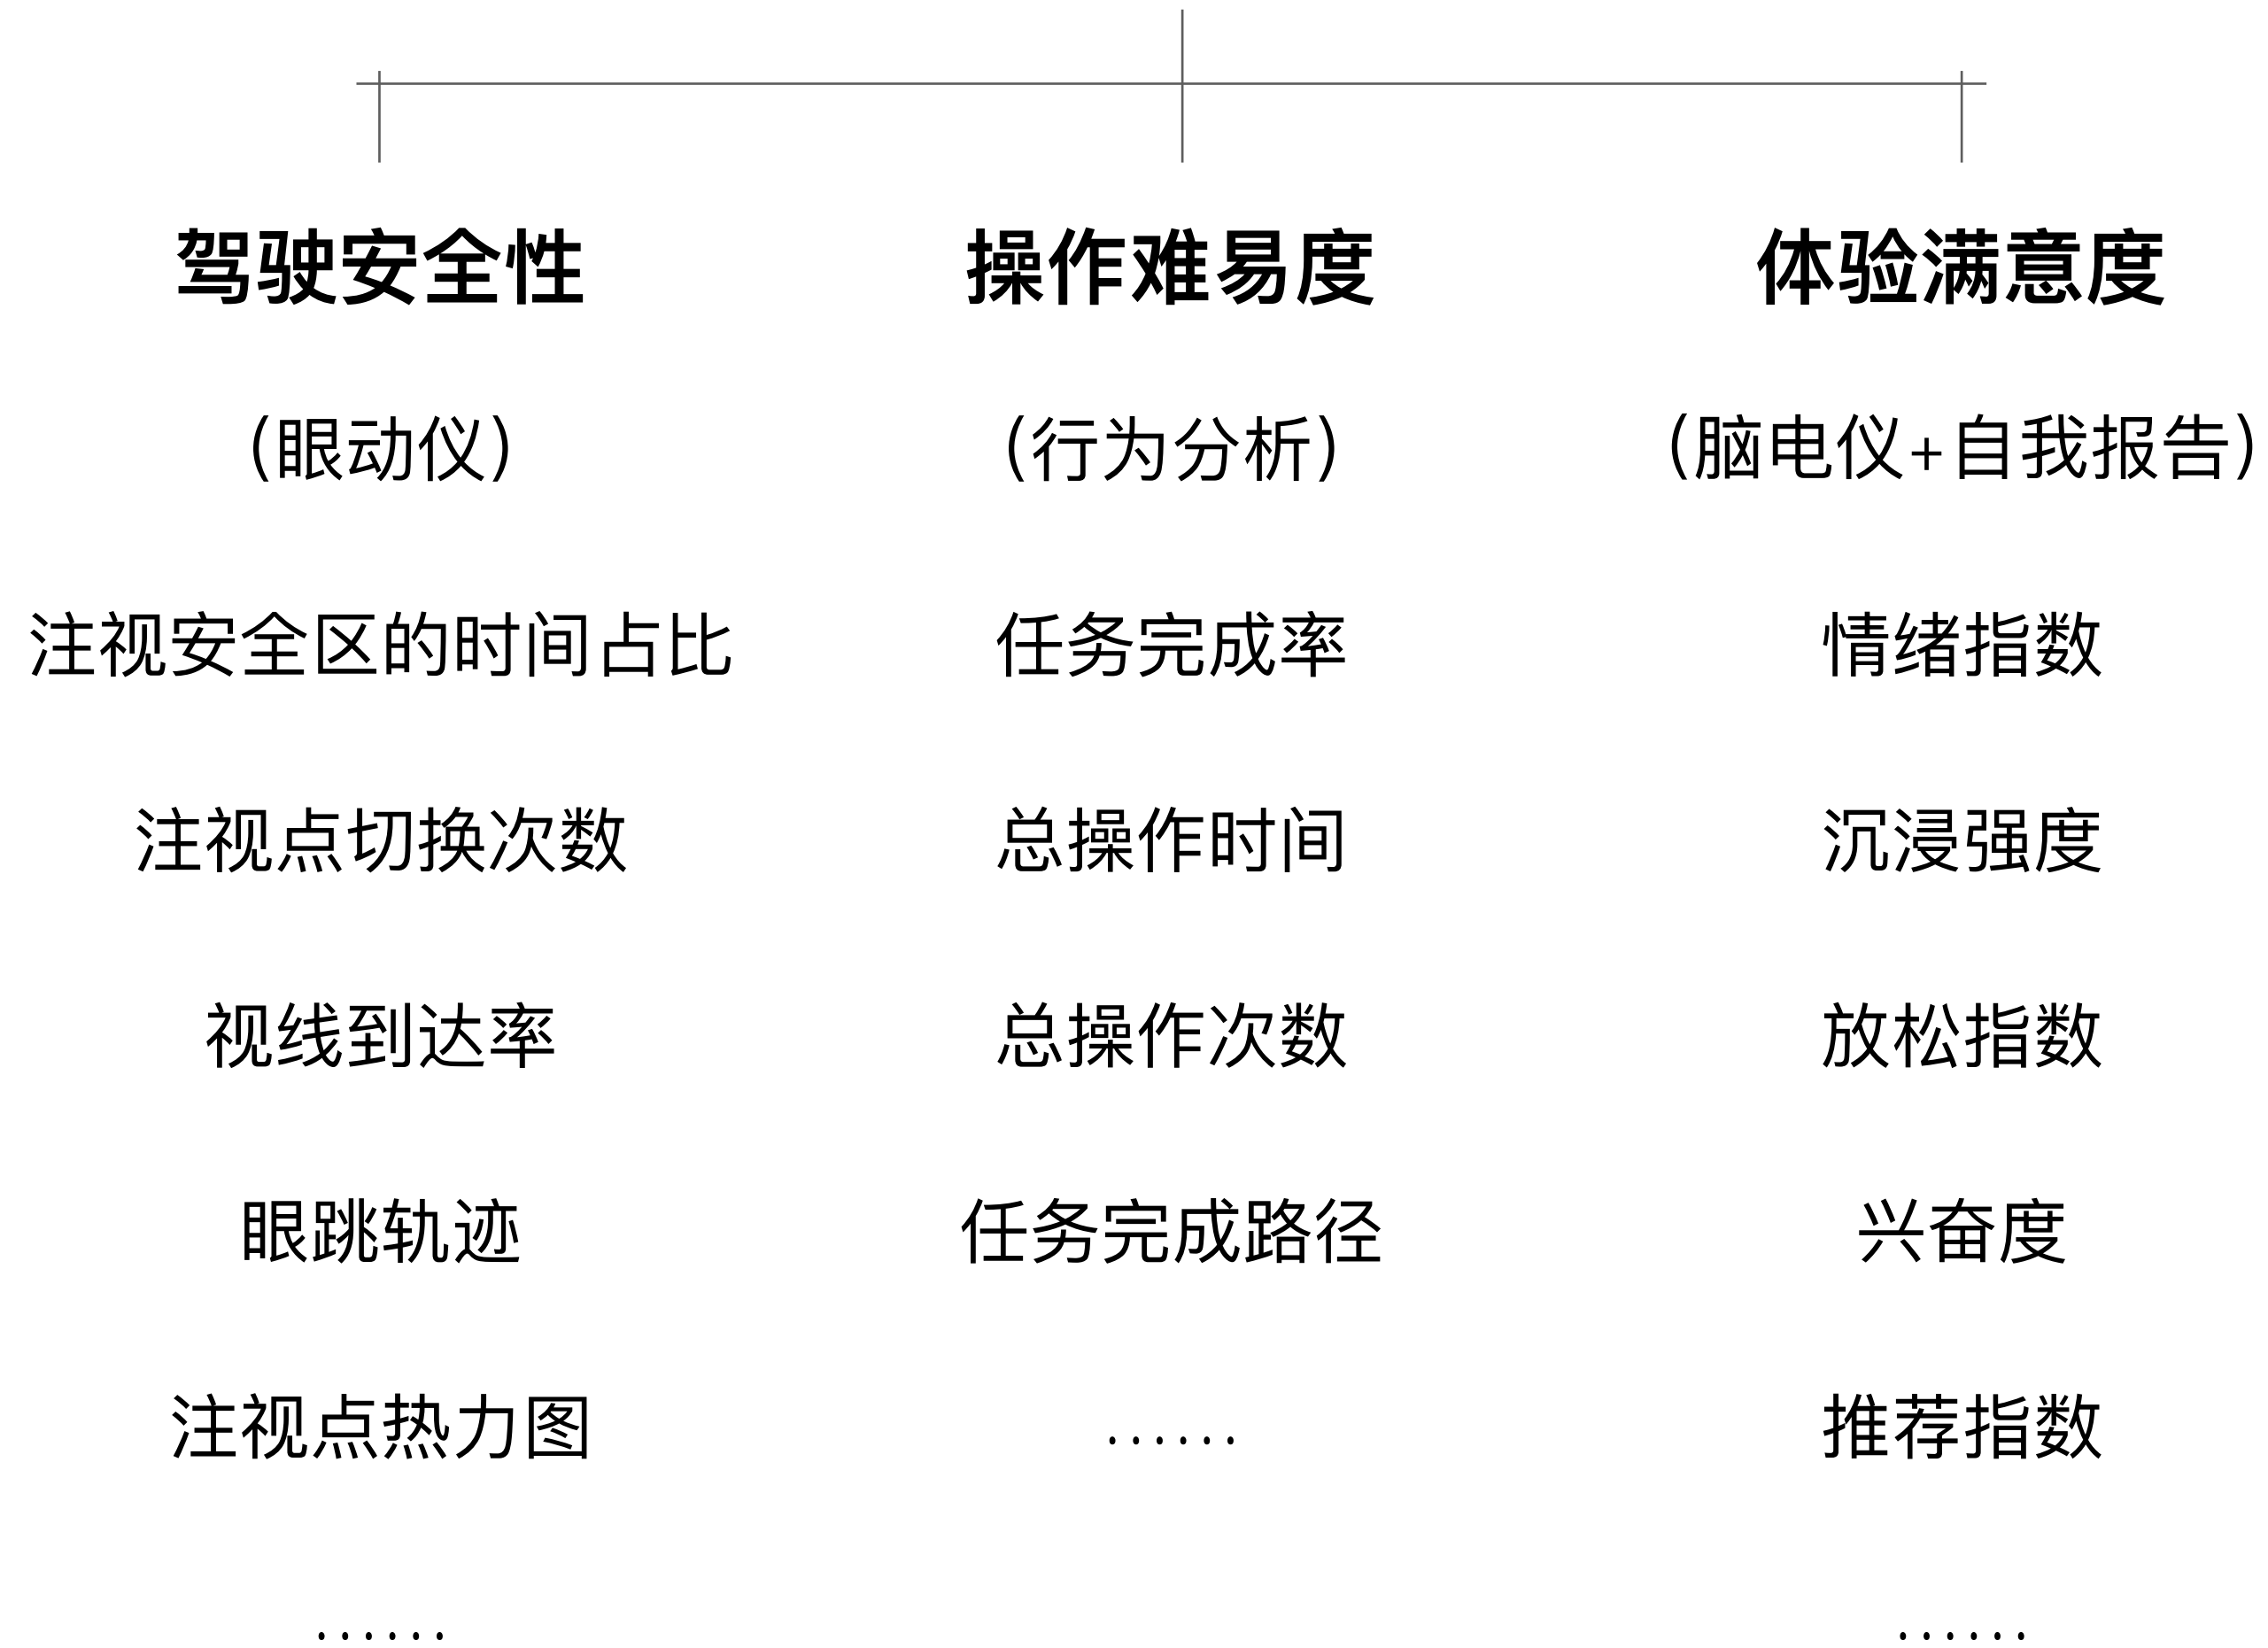 驾驶安全性
(眼动仪)
注视安全区的时间占比
注视点切换次数
视线到达率
眼睛轨迹
注视点热力图
······
操作难易度
(行为分析)
任务完成率
总操作时间
总操作次数
任务完成路径
······
体验满意度
(脑电仪+自我报告)
情绪指数
沉浸程度
放松指数
兴奋度
推荐指数
······